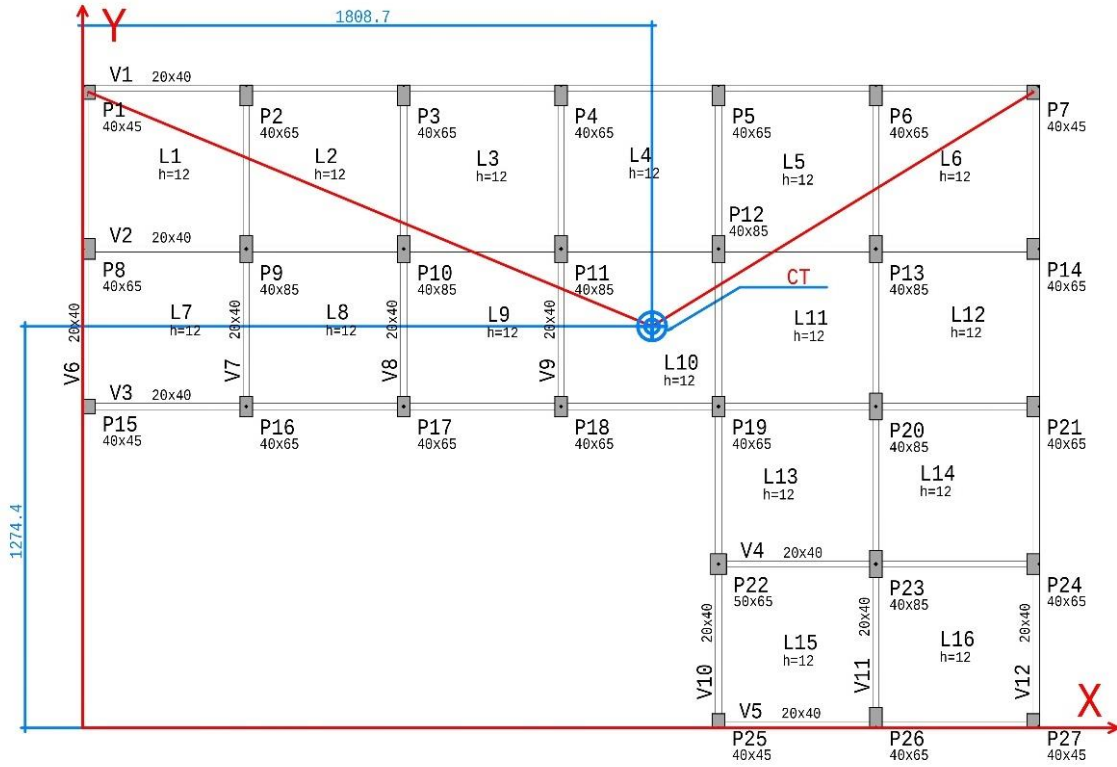 1808.7
Y
V1 20x40
P1
40x45
P2
40x65
P3
40x65
P4
40x65
P5
40x65
P6
40x65
P7
40x45
L1
h=12
L2
h=12
L3
h=12
L4
h=12
L5
h=12
L6
h=12
P12
40x85
V2 20x40
P8
40x65
P9
40x85
P10
40x85
P11
40x85
CT
P13
40x85
P14
40x65
V6 20x40
L7
h=12
V7 20x40
L8
h=12
V8 20x40
L9
h=12
V9 20x40
L10
h=12
L11
h=12
L12
h=12
V3 20x40
P15
40x45
P16
40x65
P17
40x65
P18
40x65
P19
40x65
P20
40x85
P21
40x65
1274.4
L13
h=12
L14
h=12
V4 20x40
P22
50x65
P23
40x85
P24
40x65
V10 20x40
L15
h=12
V11 20x40
L16
h=12
V12 20x40
X
V5 20x40
P25
40x45
P26
40x65
P27
40x45